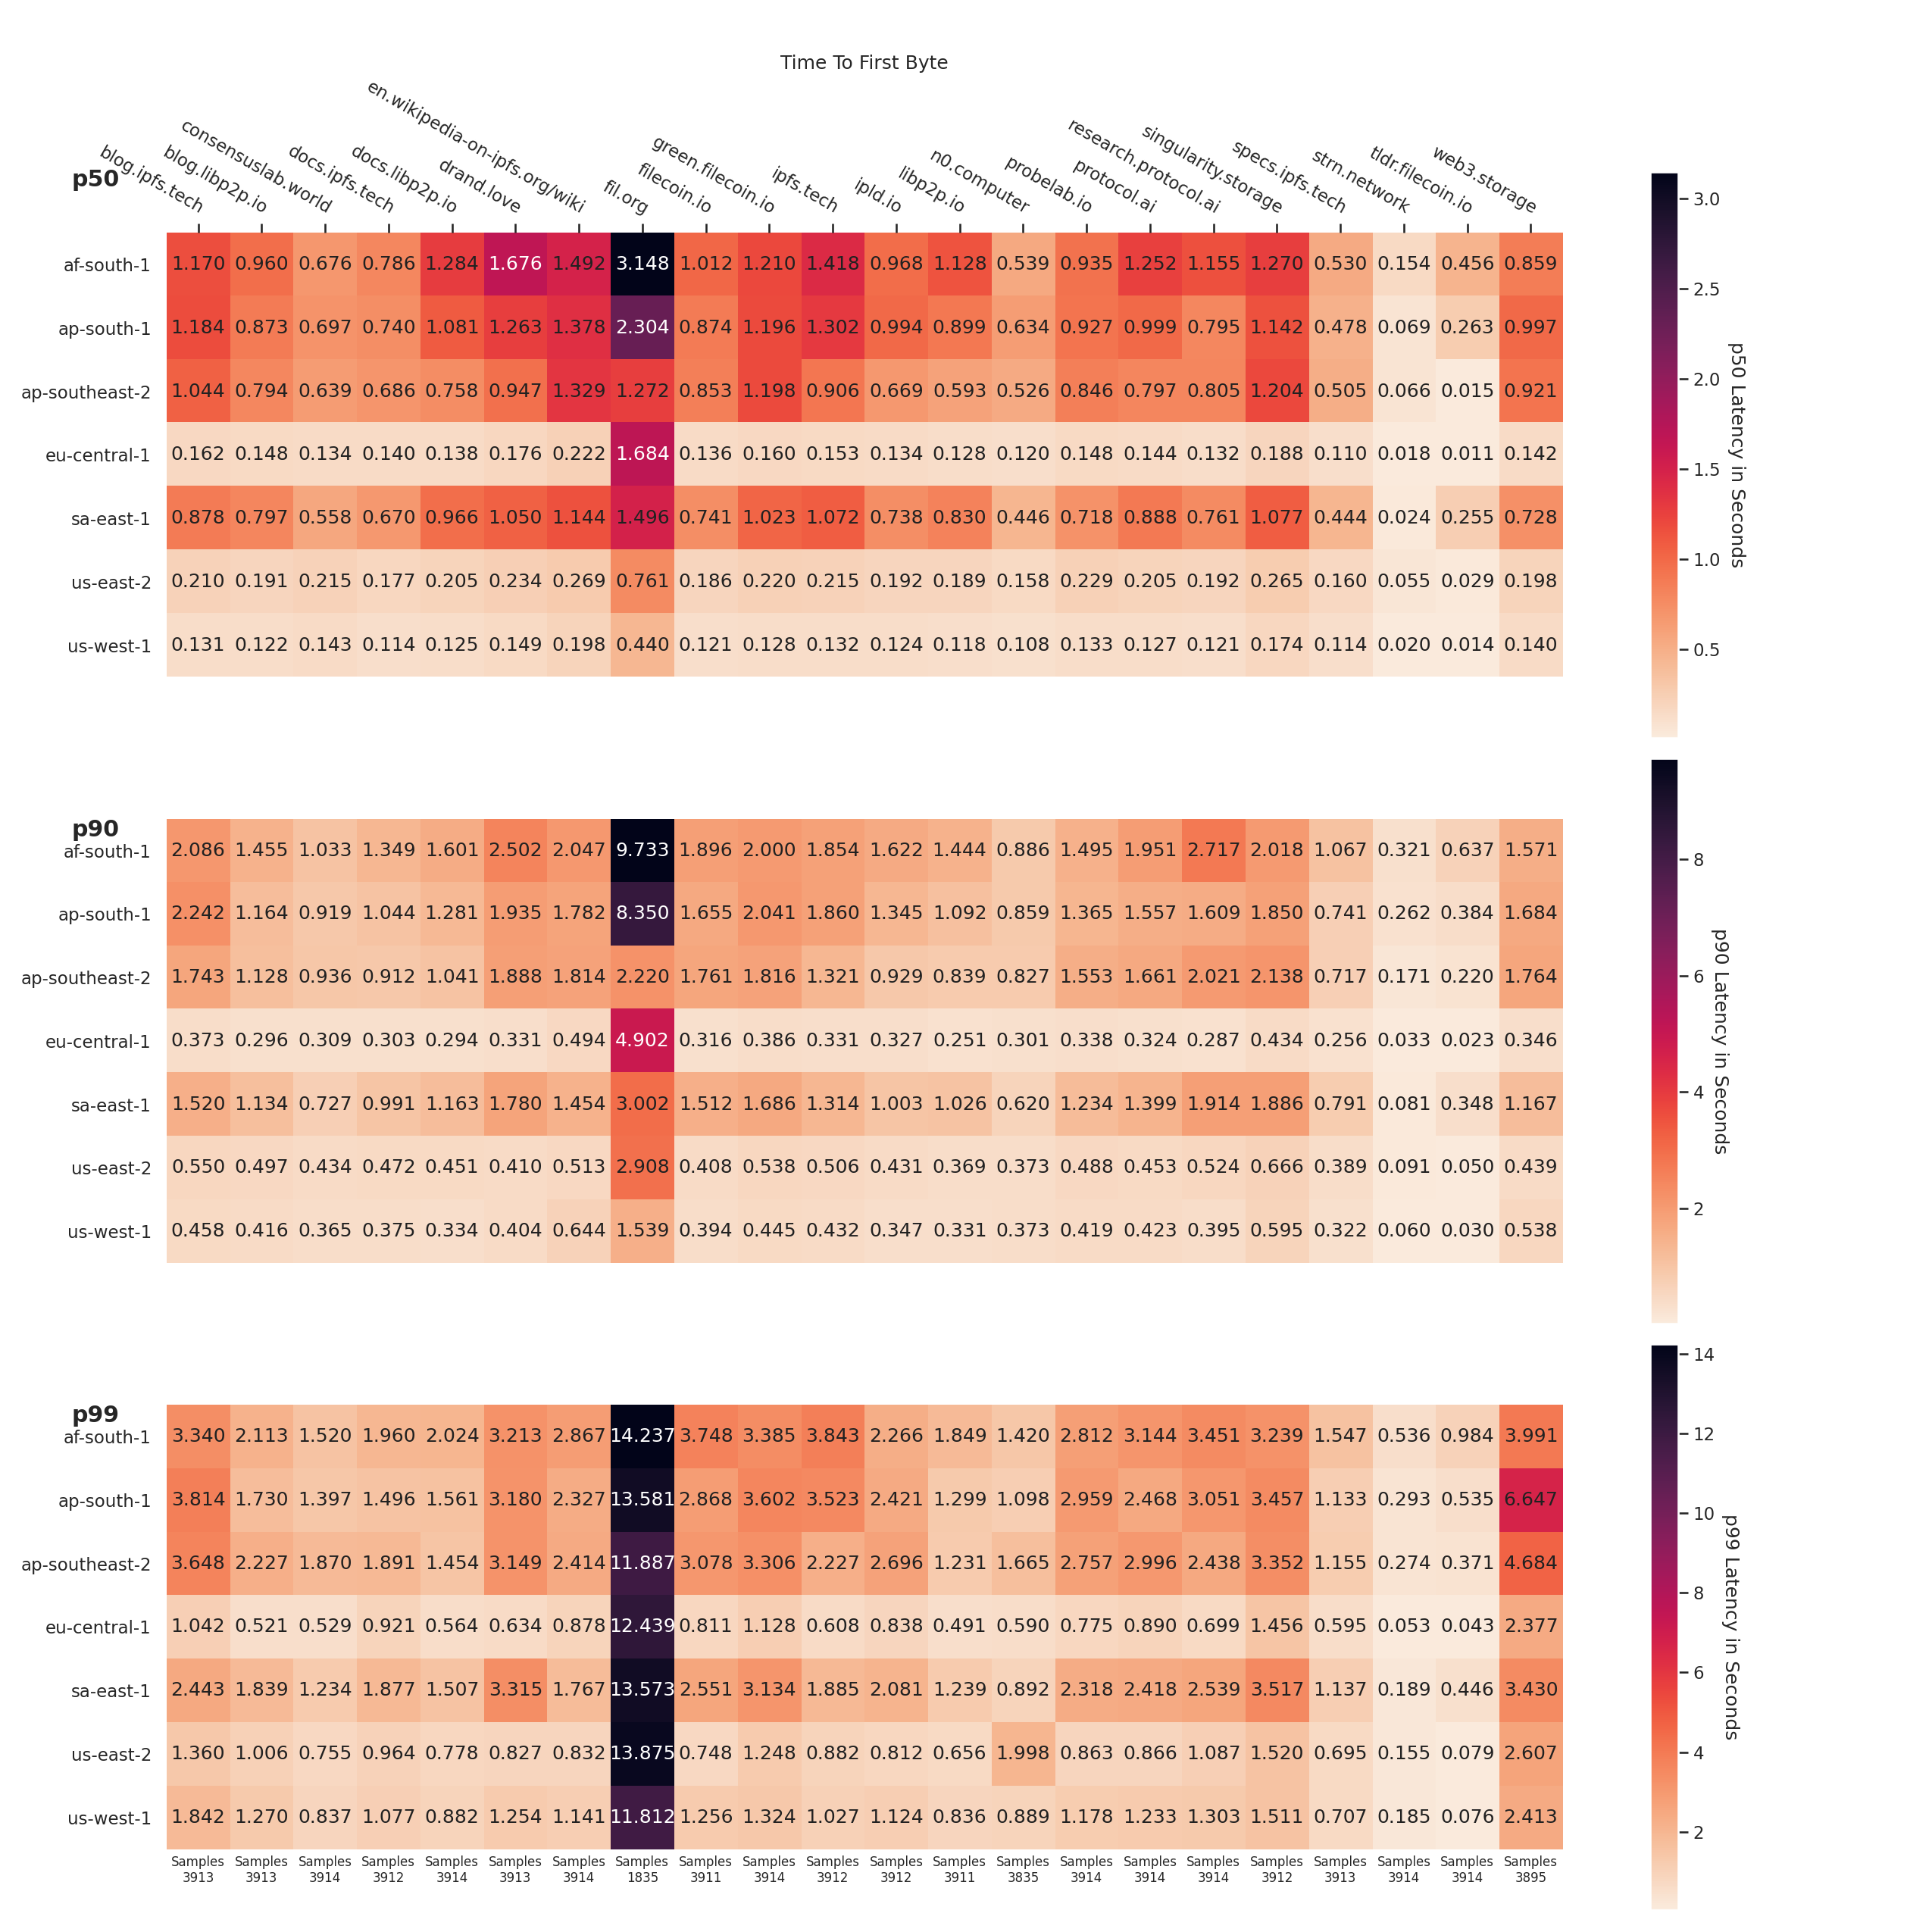 Time To First Byte
blog.ipfs.tech
blog.libp2p.io
consensuslab.world
docs.ipfs.tech
docs.libp2p.io
drand.love
en.wikipedia-on-ipfs.org/wiki
fil.org
filecoin.io
green.filecoin.io
ipfs.tech
ipld.io
libp2p.io
n0.computer
probelab.io
protocol.ai
research.protocol.ai
singularity.storage
specs.ipfs.tech
strn.network
tldr.filecoin.io
web3.storage
p50
af-south-1 1.170 0.960 0.676 0.786 1.284 1.676 1.492 3.148 1.012 1.210 1.418 0.968 1.128 0.539 0.935 1.252 1.155 1.270 0.530 0.154 0.456 0.859
ap-south-1 1.184 0.873 0.697 0.740 1.081 1.263 1.378 2.304 0.874 1.196 1.302 0.994 0.899 0.634 0.927 0.999 0.795 1.142 0.478 0.069 0.263 0.997
ap-southeast-2 1.044 0.794 0.639 0.686 0.758 0.947 1.329 1.272 0.853 1.198 0.906 0.669 0.593 0.526 0.846 0.797 0.805 1.204 0.505 0.066 0.015 0.921
eu-central-1 0.162 0.148 0.134 0.140 0.138 0.176 0.222 1.684 0.136 0.160 0.153 0.134 0.128 0.120 0.148 0.144 0.132 0.188 0.110 0.018 0.011 0.142
sa-east-1 0.878 0.797 0.558 0.670 0.966 1.050 1.144 1.496 0.741 1.023 1.072 0.738 0.830 0.446 0.718 0.888 0.761 1.077 0.444 0.024 0.255 0.728
us-east-2 0.210 0.191 0.215 0.177 0.205 0.234 0.269 0.761 0.186 0.220 0.215 0.192 0.189 0.158 0.229 0.205 0.192 0.265 0.160 0.055 0.029 0.198
us-west-1 0.131 0.122 0.143 0.114 0.125 0.149 0.198 0.440 0.121 0.128 0.132 0.124 0.118 0.108 0.133 0.127 0.121 0.174 0.114 0.020 0.014 0.140
3.0
2.5
2.0
1.5
1.0
0.5
p50 Latency in Seconds
p90
af-south-1 2.086 1.455 1.033 1.349 1.601 2.502 2.047 9.733 1.896 2.000 1.854 1.622 1.444 0.886 1.495 1.951 2.717 2.018 1.067 0.321 0.637 1.571
ap-south-1 2.242 1.164 0.919 1.044 1.281 1.935 1.782 8.350 1.655 2.041 1.860 1.345 1.092 0.859 1.365 1.557 1.609 1.850 0.741 0.262 0.384 1.684
ap-southeast-2 1.743 1.128 0.936 0.912 1.041 1.888 1.814 2.220 1.761 1.816 1.321 0.929 0.839 0.827 1.553 1.661 2.021 2.138 0.717 0.171 0.220 1.764
eu-central-1 0.373 0.296 0.309 0.303 0.294 0.331 0.494 4.902 0.316 0.386 0.331 0.327 0.251 0.301 0.338 0.324 0.287 0.434 0.256 0.033 0.023 0.346
sa-east-1 1.520 1.134 0.727 0.991 1.163 1.780 1.454 3.002 1.512 1.686 1.314 1.003 1.026 0.620 1.234 1.399 1.914 1.886 0.791 0.081 0.348 1.167
us-east-2 0.550 0.497 0.434 0.472 0.451 0.410 0.513 2.908 0.408 0.538 0.506 0.431 0.369 0.373 0.488 0.453 0.524 0.666 0.389 0.091 0.050 0.439
us-west-1 0.458 0.416 0.365 0.375 0.334 0.404 0.644 1.539 0.394 0.445 0.432 0.347 0.331 0.373 0.419 0.423 0.395 0.595 0.322 0.060 0.030 0.538
8
6
4
2
p90 Latency in Seconds
p99
af-south-1 3.340 2.113 1.520 1.960 2.024 3.213 2.867 14.237 3.748 3.385 3.843 2.266 1.849 1.420 2.812 3.144 3.451 3.239 1.547 0.536 0.984 3.991
ap-south-1 3.814 1.730 1.397 1.496 1.561 3.180 2.327 13.581 2.868 3.602 3.523 2.421 1.299 1.098 2.959 2.468 3.051 3.457 1.133 0.293 0.535 6.647
ap-southeast-2 3.648 2.227 1.870 1.891 1.454 3.149 2.414 11.887 3.078 3.306 2.227 2.696 1.231 1.665 2.757 2.996 2.438 3.352 1.155 0.274 0.371 4.684
eu-central-1 1.042 0.521 0.529 0.921 0.564 0.634 0.878 12.439 0.811 1.128 0.608 0.838 0.491 0.590 0.775 0.890 0.699 1.456 0.595 0.053 0.043 2.377
sa-east-1 2.443 1.839 1.234 1.877 1.507 3.315 1.767 13.573 2.551 3.134 1.885 2.081 1.239 0.892 2.318 2.418 2.539 3.517 1.137 0.189 0.446 3.430
us-east-2 1.360 1.006 0.755 0.964 0.778 0.827 0.832 13.875 0.748 1.248 0.882 0.812 0.656 1.998 0.863 0.866 1.087 1.520 0.695 0.155 0.079 2.607
us-west-1 1.842 1.270 0.837 1.077 0.882 1.254 1.141 11.812 1.256 1.324 1.027 1.124 0.836 0.889 1.178 1.233 1.303 1.511 0.707 0.185 0.076 2.413
Samples Samples Samples Samples Samples Samples Samples Samples Samples Samples Samples Samples Samples Samples Samples Samples Samples Samples Samples Samples Samples Samples
3913 3913 3914 3912 3914 3913 3914 1835 3911 3914 3912 3912 3911 3835 3914 3914 3914 3912 3913 3914 3914 3895
14
12
10
8
6
4
2
p99 Latency in Seconds